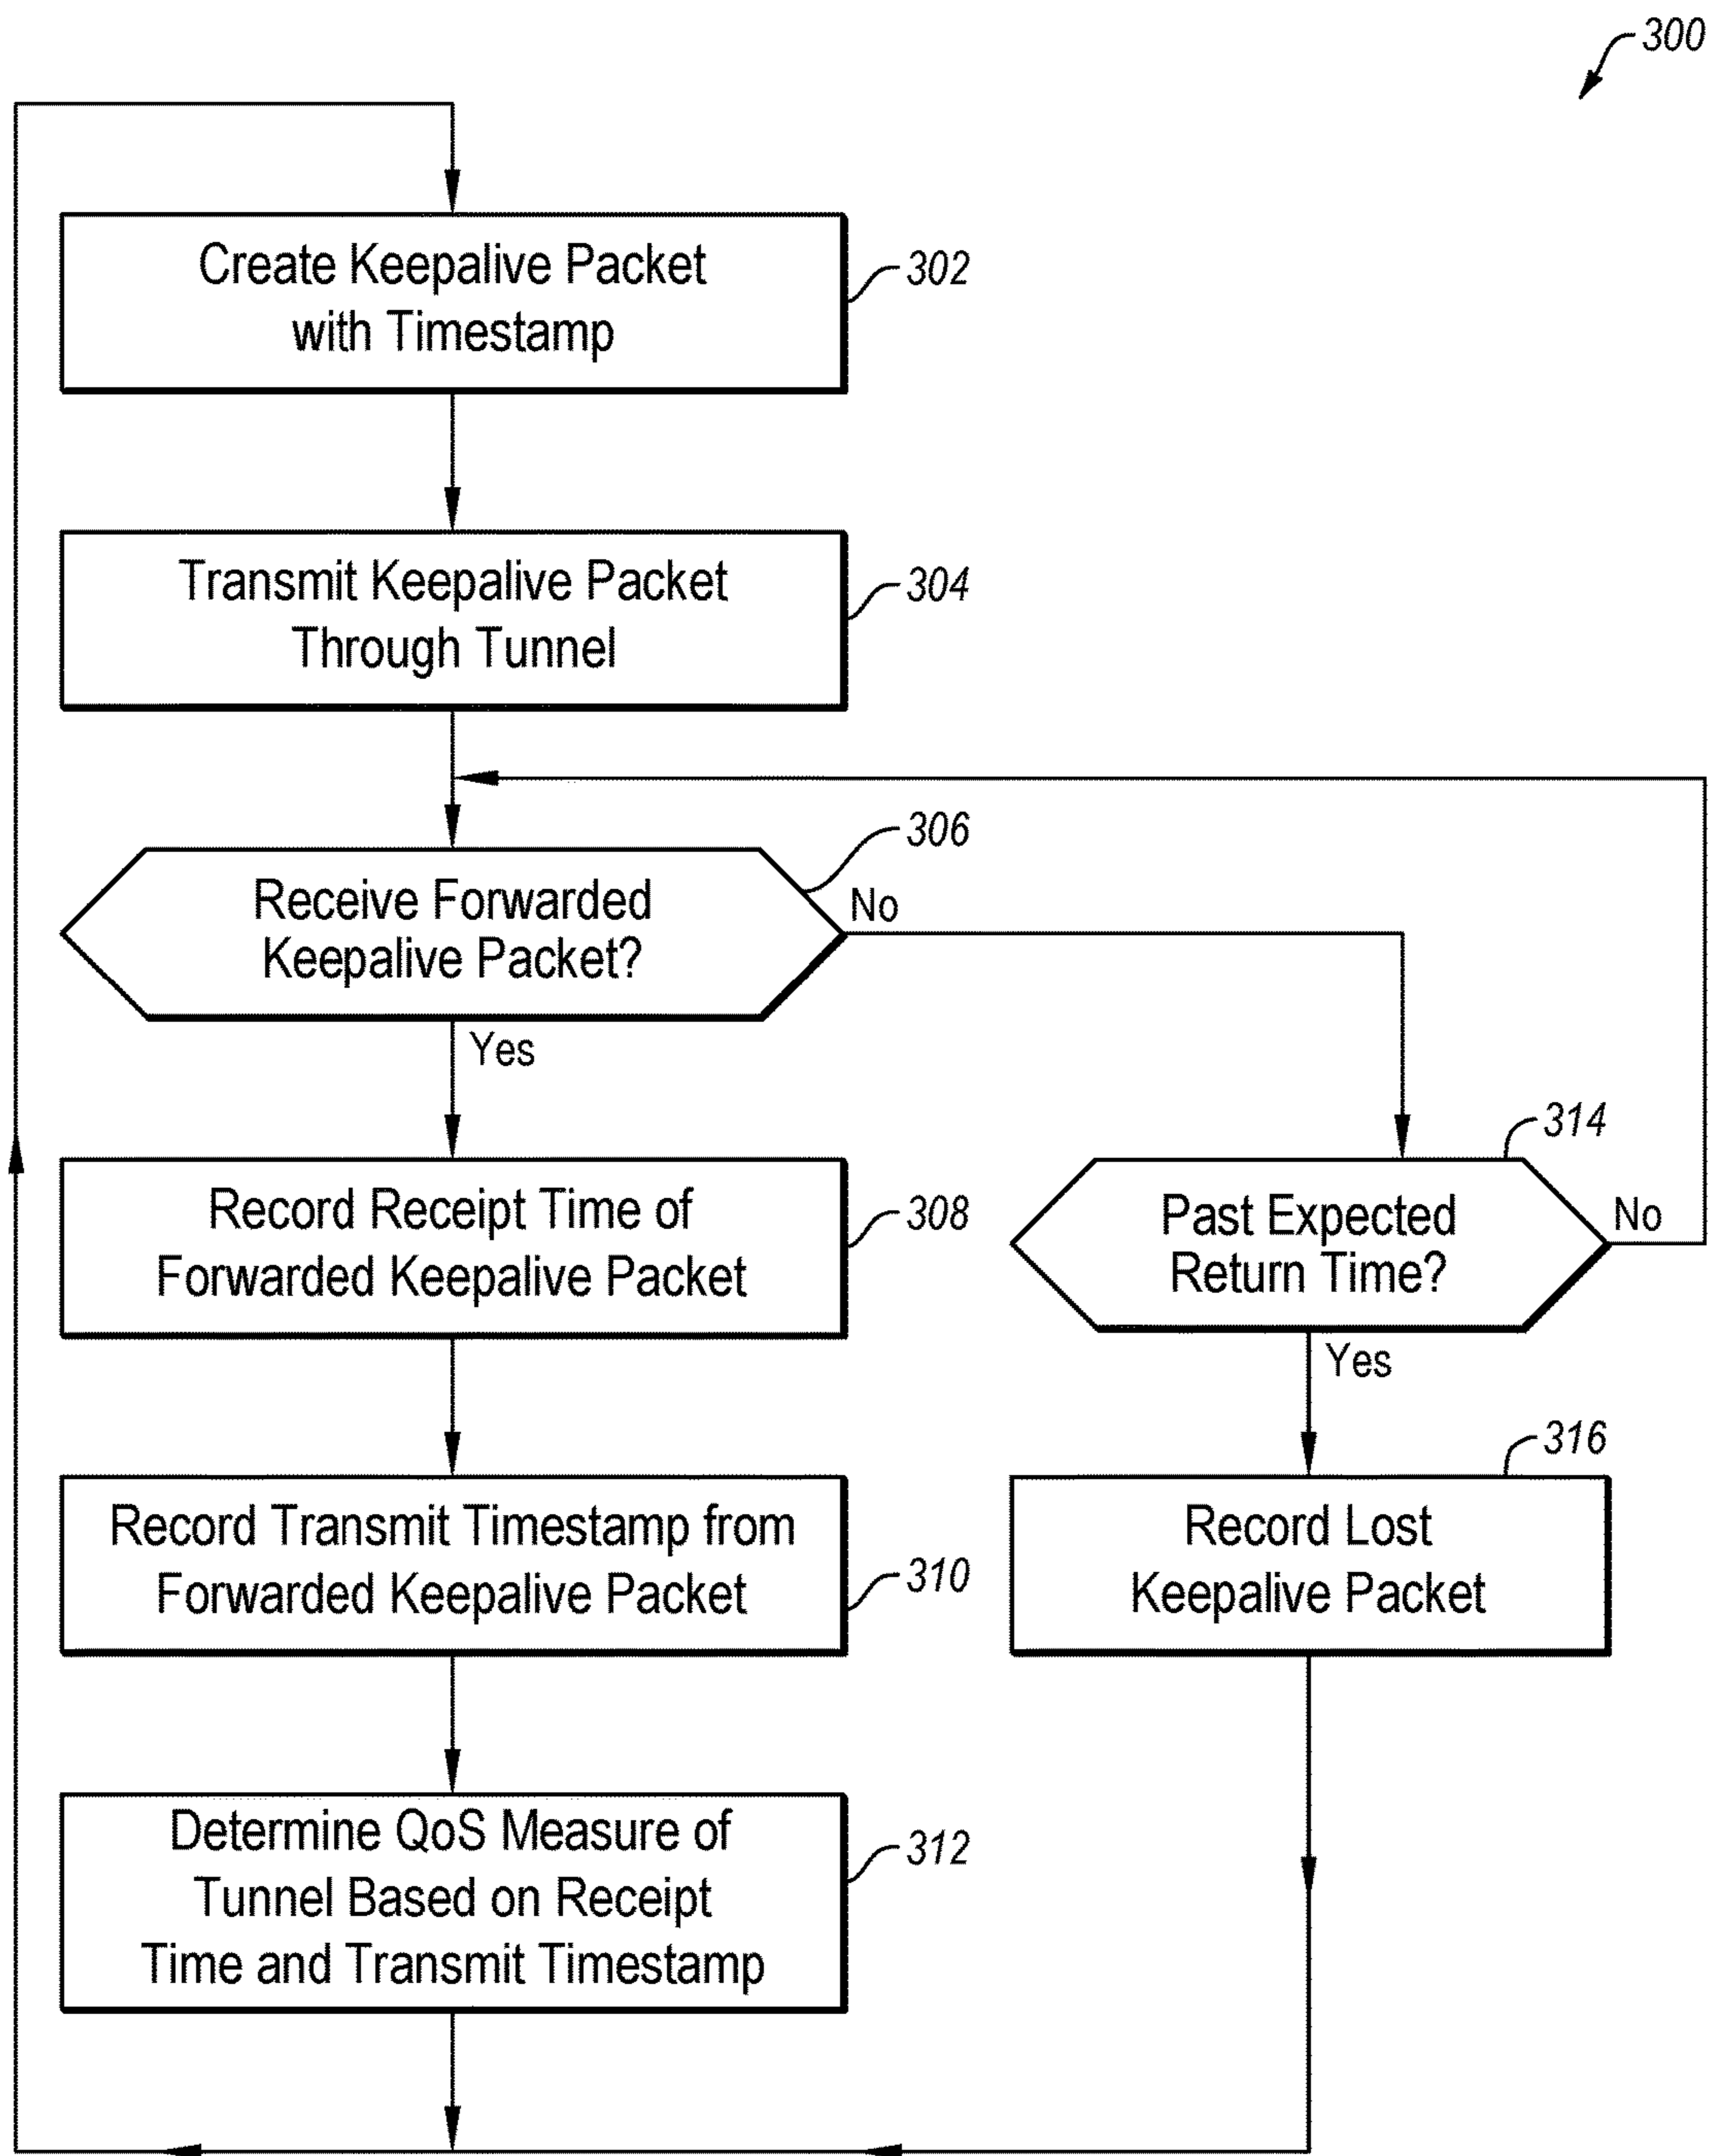 300
Create Keepalive Packet
with Timestamp
302
Transmit Keepalive Packet
Through Tunnel
304
306
Receive Forwarded
Keepalive Packet?
No
Yes
314
Record Receipt Time of
Forwarded Keepalive Packet
308
Past Expected
Return Time?
No
Yes
316
Record Transmit Timestamp from
Forwarded Keepalive Packet
310
Record Lost
Keepalive Packet
Determine QoS Measure of
Tunnel Based on Receipt
Time and Transmit Timestamp
312